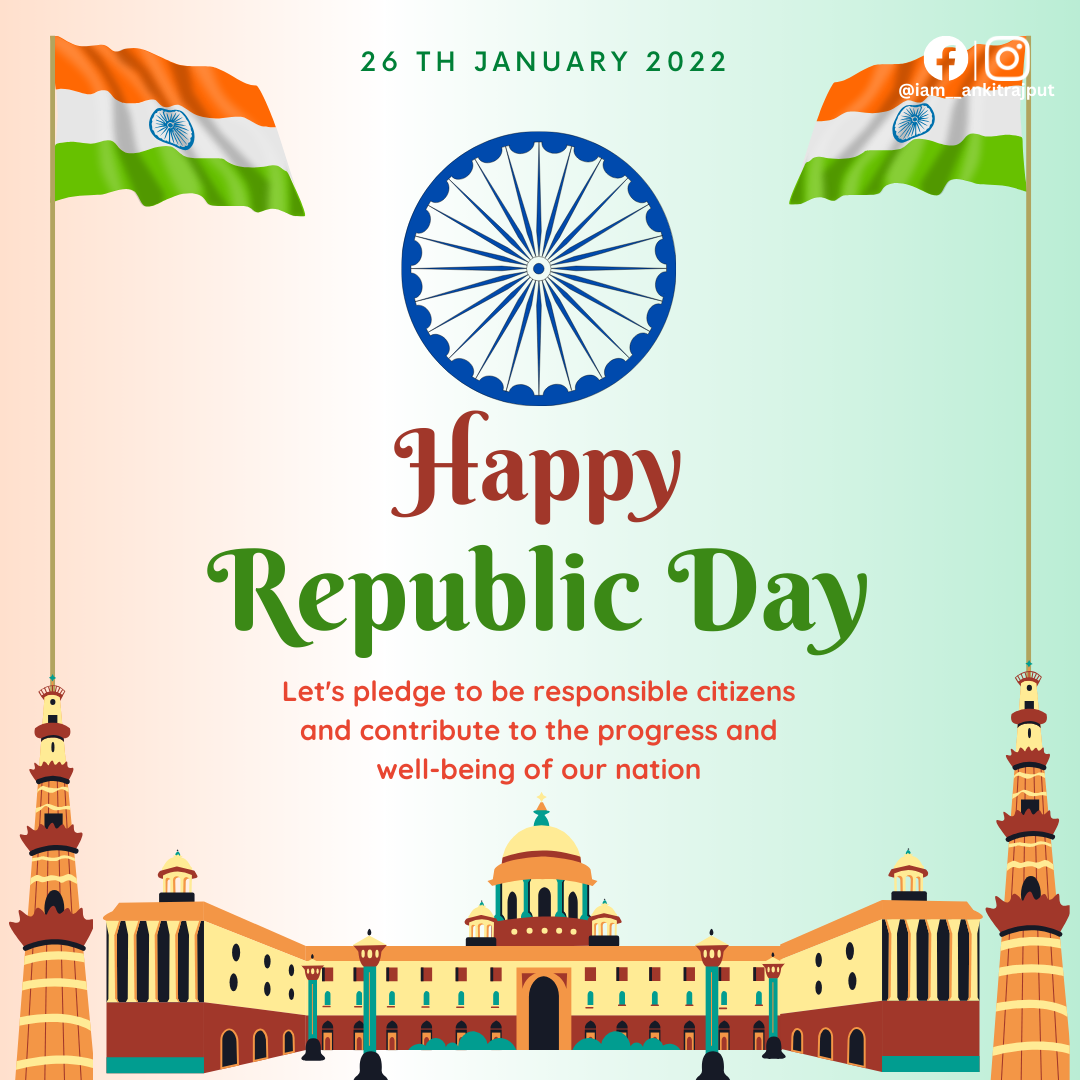 26 TH JANUARY 2022
@iam__ankitrajput
Happy
Republic Day
Let's pledge to be responsible citizens
and contribute to the progress and
well-being of our nation